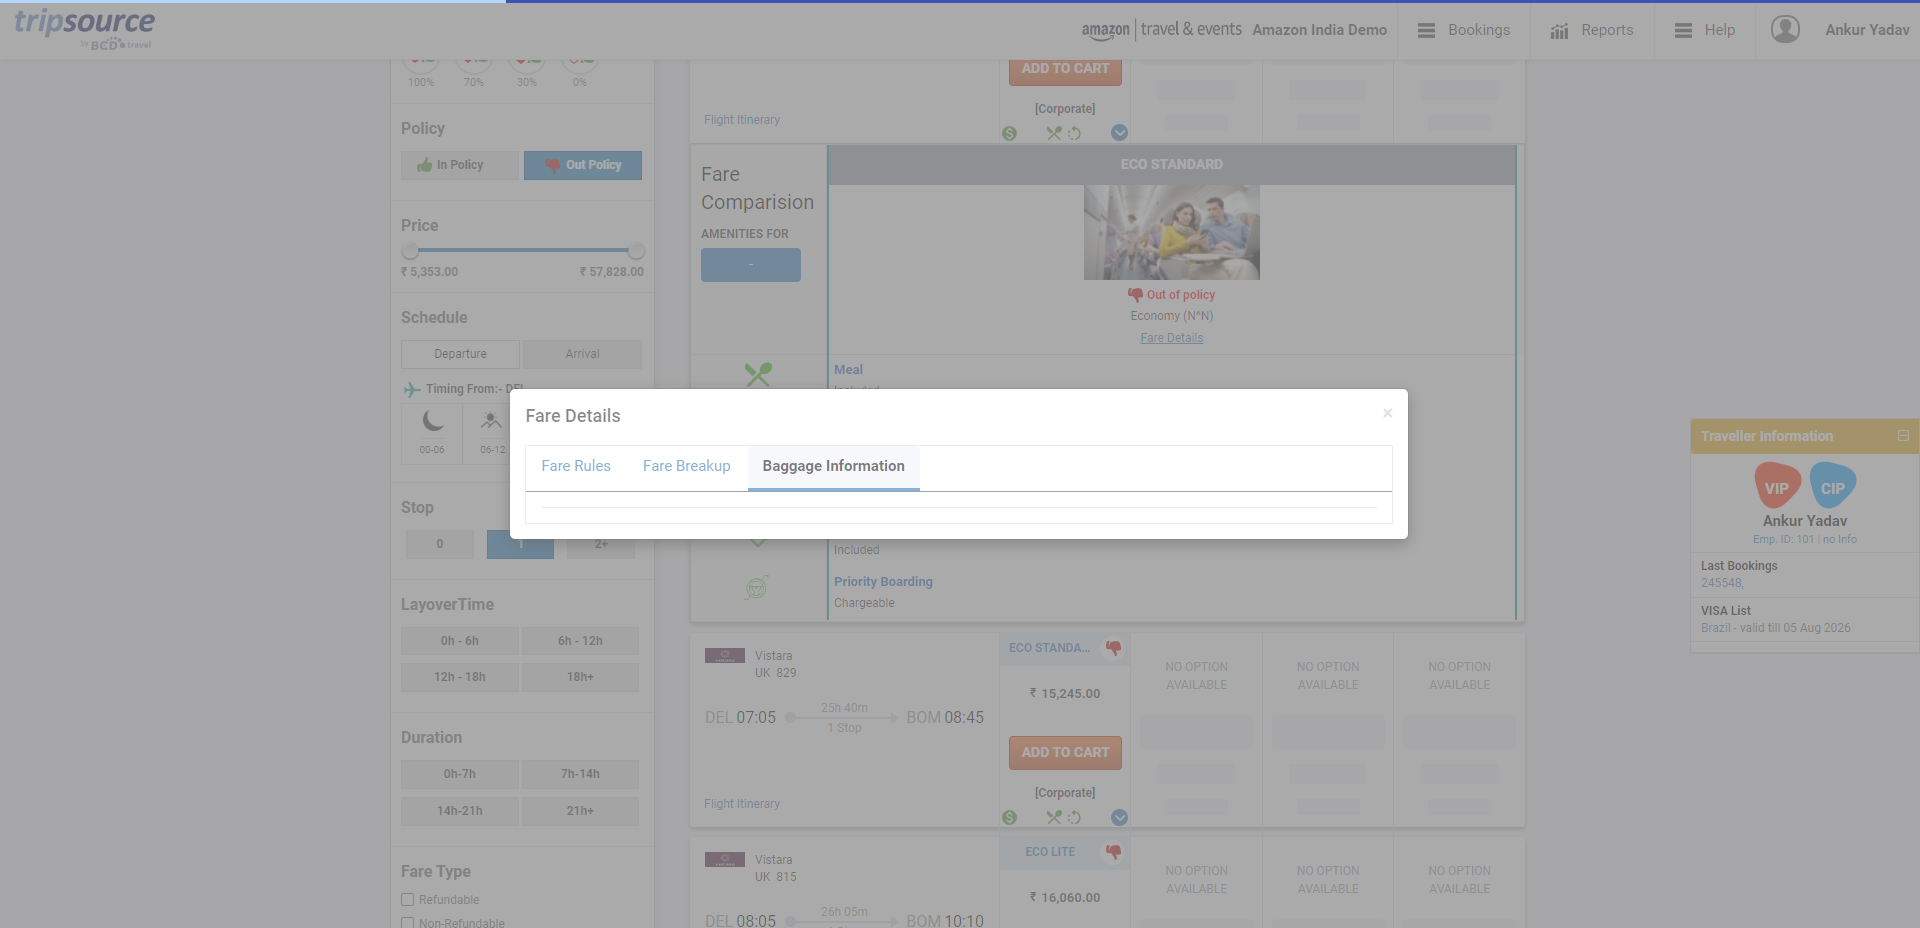 tripsource
by BCD travel
amazon travel & events
Amazon India Demo
Bookings
Reports
Help
Ankur Yadav
100%
70%
30%
0%
Policy
In Policy
Out Policy
Price
₹ 5,353.00
₹ 57,828.00
Schedule
Departure
Arrival
Timing From:- DEL
00-06
06-12
Stop
0
1
2+
LayoverTime
0h - 6h
6h - 12h
12h - 18h
18h+
Duration
0h-7h
7h-14h
14h-21h
21h+
Fare Type
Refundable
Non-Refundable
ADD TO CART
[Corporate]
Flight Itinerary
Fare
Comparision
AMENITIES FOR
-
ECO STANDARD
Out of policy
Economy (N*N)
Fare Details
Meal
Included
Fare Details
×
Fare Rules
Fare Breakup
Baggage Information
Included
Priority Boarding
Chargeable
Vistara
UK 829
DEL 07:05
25h 40m
1 Stop
BOM 08:45
Flight Itinerary
ECO STANDA...
₹ 15,245.00
ADD TO CART
[Corporate]
NO OPTION
AVAILABLE
NO OPTION
AVAILABLE
NO OPTION
AVAILABLE
Vistara
UK 815
DEL 08:05
26h 05m
BOM 10:10
ECO LITE
₹ 16,060.00
NO OPTION
AVAILABLE
NO OPTION
AVAILABLE
NO OPTION
AVAILABLE
Traveller Information
VIP
CIP
Ankur Yadav
Emp. ID: 101 | no Info
Last Bookings
245548,
VISA List
Brazil - valid till 05 Aug 2026